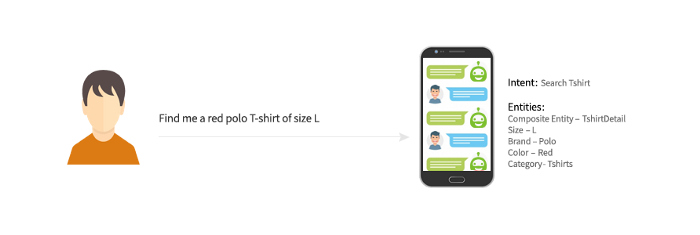 Find me a red polo T-shirt of size L
Intent: Search Tshirt
Entities:
Composite Entity – TshirtDetail
Size – L
Brand – Polo
Color – Red
Category- Tshirts